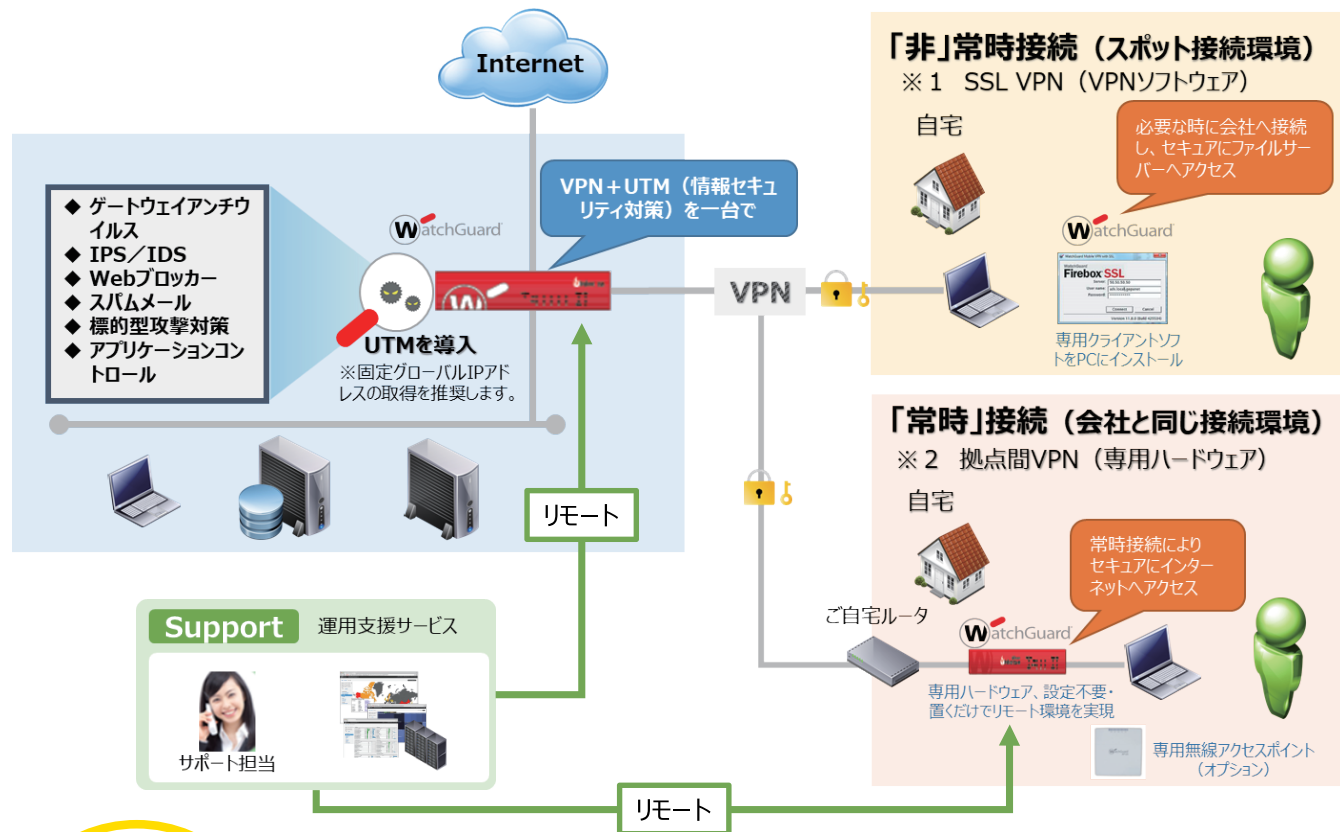 Internet
◆ ゲートウェイアンチウ
イルス
◆ IPS/IDS
◆ Webブロッカー
◆ スパムメール
◆ 標的型攻撃対策
◆ アプリケーションコン
トロール
WatchGuard
VPN+UTM(情報セキュ
リティ対策)を一台で
UTMを導入
※固定グローバルIPアド
レスの取得を推奨します。
VPN
リモート
Support
運用支援サービス
サポート担当
リモート
「非」常時接続(スポット接続環境)
※1 SSL VPN(VPNソフトウェア)
自宅
必要な時に会社へ接続
し、セキュアにファイルサー
バーへアクセス
WatchGuard
Firebox SSL
Server
User name
Password
Connect
Cancel
専用クライアントソフ
トをPCにインストール
「常時」接続(会社と同じ接続環境)
※2 拠点間VPN(専用ハードウェア)
自宅
常時接続により
セキュアにインター
ネットへアクセス
ご自宅ルータ
WatchGuard
専用ハードウェア、設定不要・
置くだけでリモート環境を実現
専用無線アクセスポイント
(オプション)